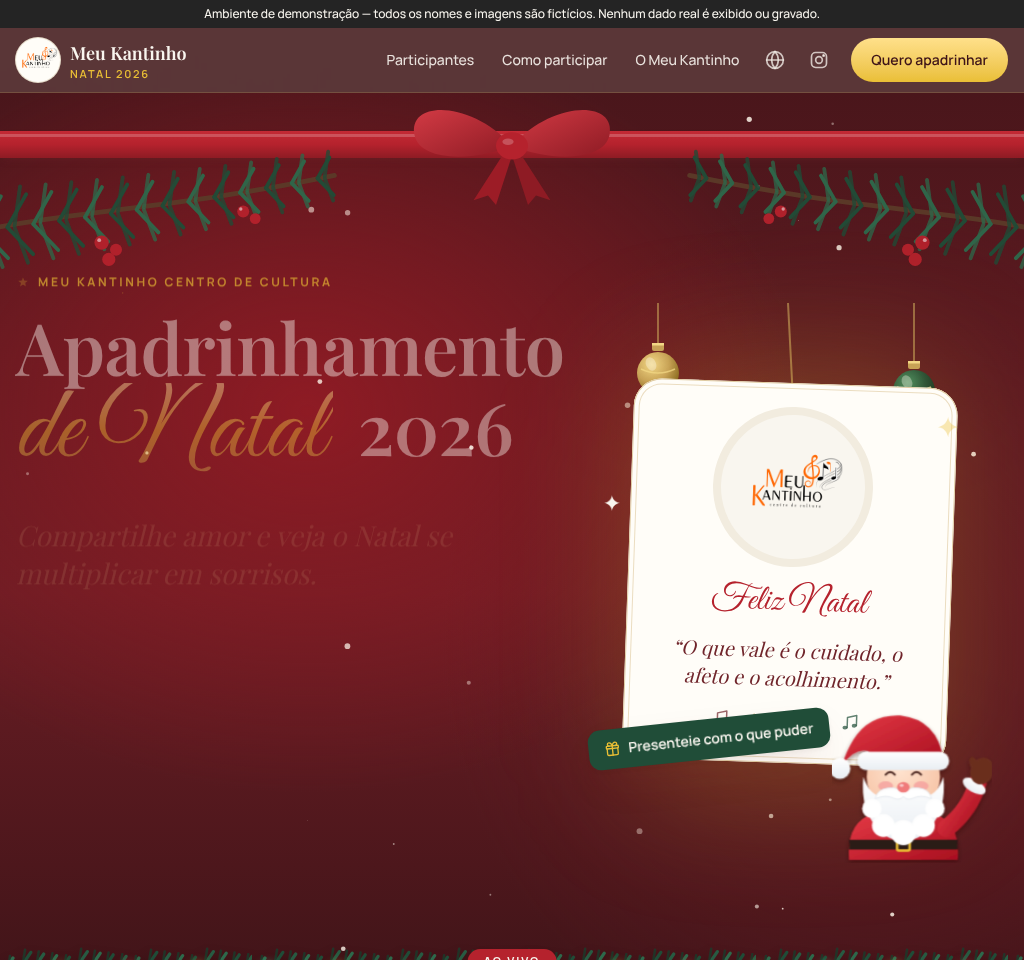 Ambiente de demonstração — todos os nomes e imagens são fictícios. Nenhum dado real é exibido ou gravado.
Meu Kantinho
NATAL 2026
Participantes
Como participar
O Meu Kantinho
Quero apadrinhar
MEU KANTINHO CENTRO DE CULTURA
Apadrinhamento
de Natal 2026
Compartilhe amor e veja o Natal se
multiplicar em sorrisos.
MEU
KANTINHO
centro de cultura
Feliz Natal
“O que vale é o cuidado, o
afeto e o acolhimento.”
Presenteie com o que puder
AO VIVO